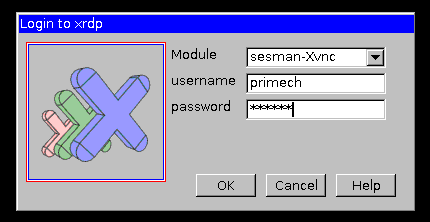 Login to xrdp
Module sesman-Xvnc
username primech
password ******
OK Cancel Help